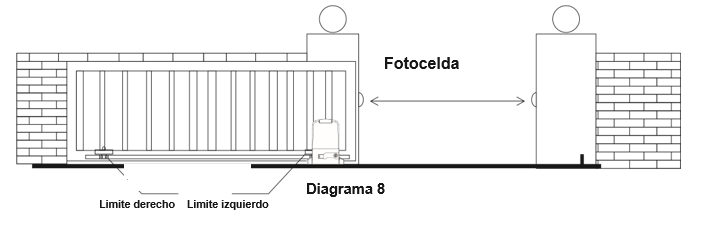 Fotocelda
Diagrama 8
Limite derecho Limite izquierdo